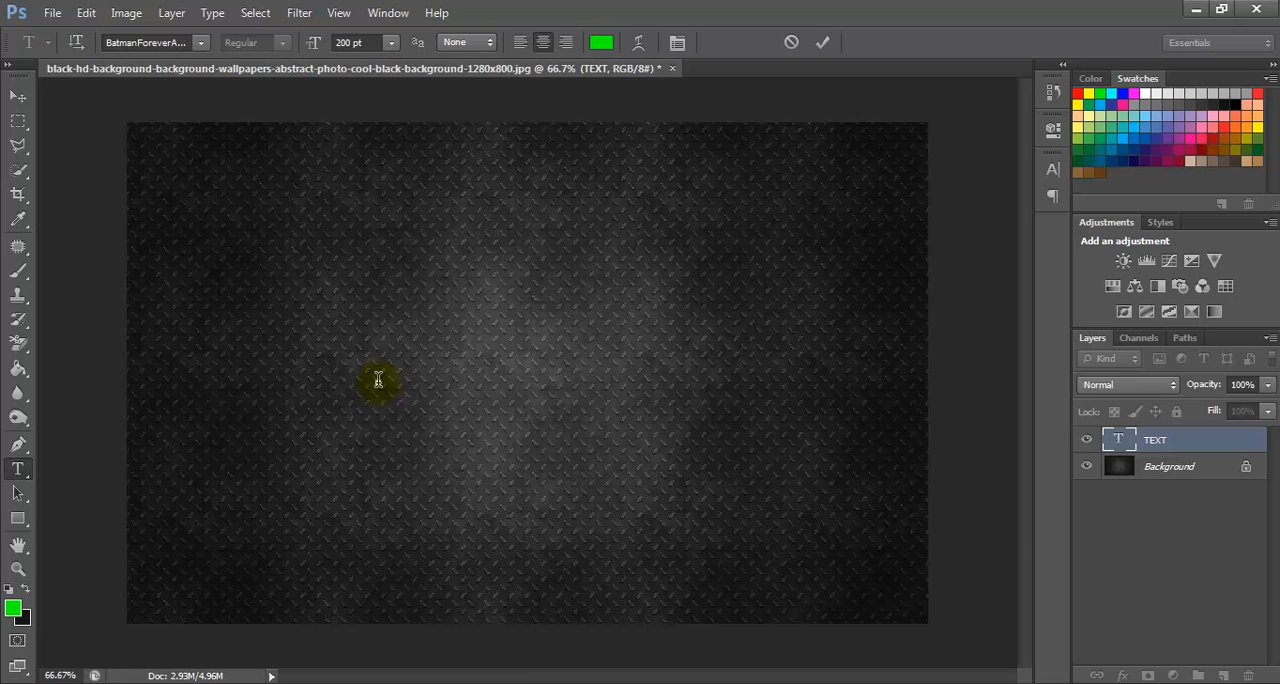 Ps File Edit Image Layer Type Select Filter View Window Help
T BatmanForeverA... Regular 200 pt aa None Essentials
black-hd-background-background-wallpapers-abstract-photo-cool-black-background-1280x800.jpg @ 66.7% (TEXT, RGB/8#) * ×
Color Swatches
Adjustments Styles
Add an adjustment
Layers Channels Paths
Kind
Normal Opacity: 100%
Lock: Fill: 100%
T TEXT
Background
66.67% Doc: 2.93M/4.96M